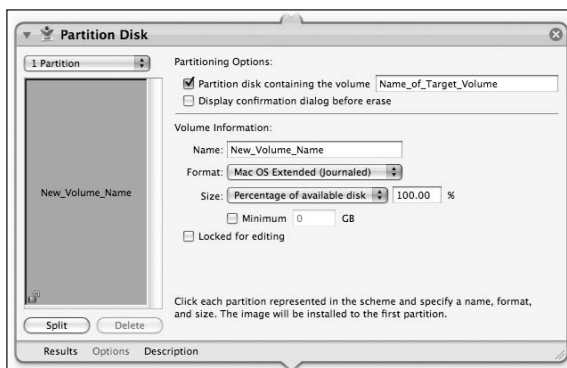 Partition Disk
1 Partition
New_Volume_Name
Split Delete
Partitioning Options:
Partition disk containing the volume Name_of_Target_Volume
Display confirmation dialog before erase
Volume Information:
Name: New_Volume_Name
Format: Mac OS Extended (Journaled)
Size: Percentage of available disk 100.00 %
Minimum 0 GB
Locked for editing
Click each partition represented in the scheme and specify a name, format,
and size. The image will be installed to the first partition.
Results Options Description